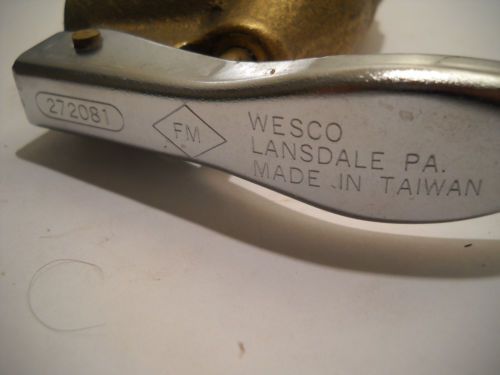 272081
FM
WESCO
LANSDALE PA.
MADE IN TAIWAN